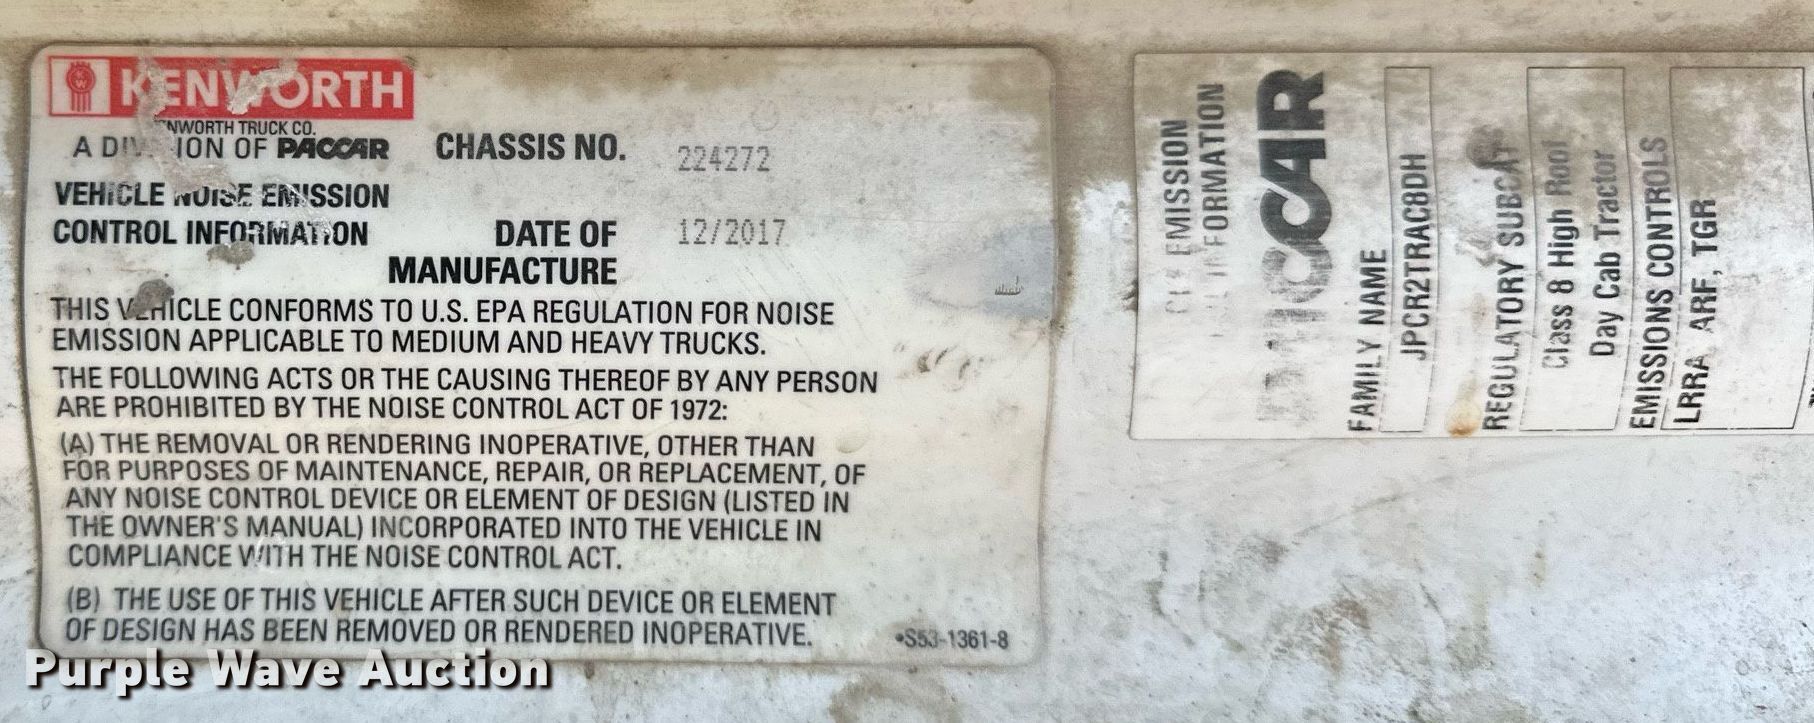 KENWORTH
KENWORTH TRUCK CO.
A DIVISION OF PACCAR
CHASSIS NO. 224272
VEHICLE NOISE EMISSION
CONTROL INFORMATION
DATE OF
MANUFACTURE
12/2017
THIS VEHICLE CONFORMS TO U.S. EPA REGULATION FOR NOISE
EMISSION APPLICABLE TO MEDIUM AND HEAVY TRUCKS.
THE FOLLOWING ACTS OR THE CAUSING THEREOF BY ANY PERSON
ARE PROHIBITED BY THE NOISE CONTROL ACT OF 1972:
(A) THE REMOVAL OR RENDERING INOPERATIVE, OTHER THAN
FOR PURPOSES OF MAINTENANCE, REPAIR, OR REPLACEMENT, OF
ANY NOISE CONTROL DEVICE OR ELEMENT OF DESIGN (LISTED IN
THE OWNER'S MANUAL) INCORPORATED INTO THE VEHICLE IN
COMPLIANCE WITH THE NOISE CONTROL ACT.
(B) THE USE OF THIS VEHICLE AFTER SUCH DEVICE OR ELEMENT
OF DESIGN HAS BEEN REMOVED OR RENDERED INOPERATIVE.
•S53-1361-8
EMISSION
INFORMATION
PACCAR
FAMILY NAME
JPCR2TRAC8DH
REGULATORY SUBCAT
Class 8 High Roof
Day Cab Tractor
EMISSIONS CONTROLS
LRRA, ARF, TGR
Purple Wave Auction